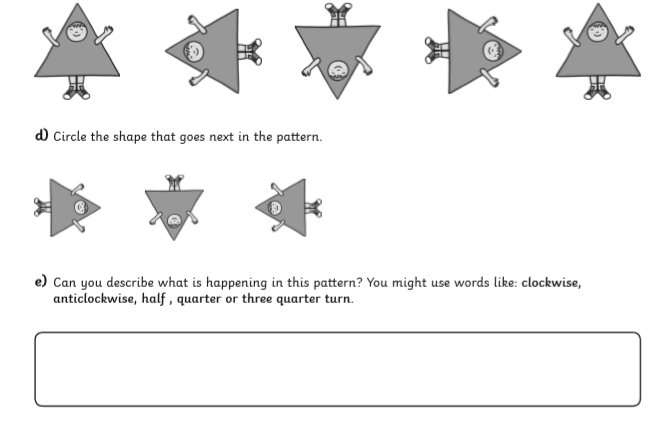 d) Circle the shape that goes next in the pattern.
e) Can you describe what is happening in this pattern? You might use words like: clockwise,
anticlockwise, half , quarter or three quarter turn.